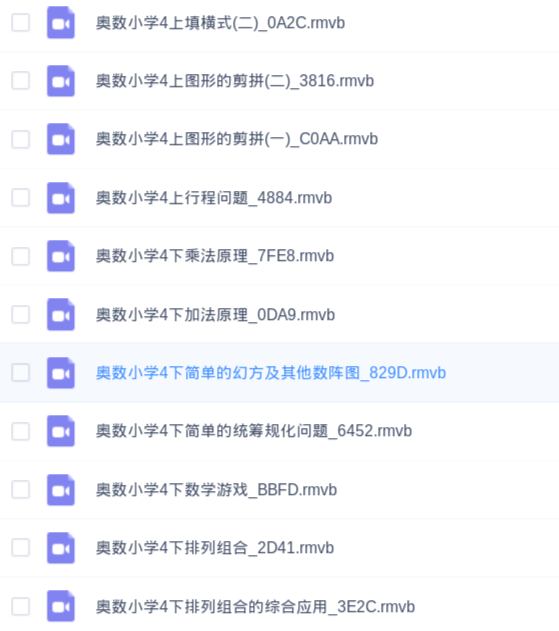 奥数小学4上填横式(二)_0A2C.rmvb
奥数小学4上图形的剪拼(二)_3816.rmvb
奥数小学4上图形的剪拼(一)_C0AA.rmvb
奥数小学4上行程问题_4884.rmvb
奥数小学4下乘法原理_7FE8.rmvb
奥数小学4下加法原理_0DA9.rmvb
奥数小学4下简单的幻方及其他数阵图_829D.rmvb
奥数小学4下简单的统筹规化问题_6452.rmvb
奥数小学4下数学游戏_BBFD.rmvb
奥数小学4下排列组合_2D41.rmvb
奥数小学4下排列组合的综合应用_3E2C.rmvb